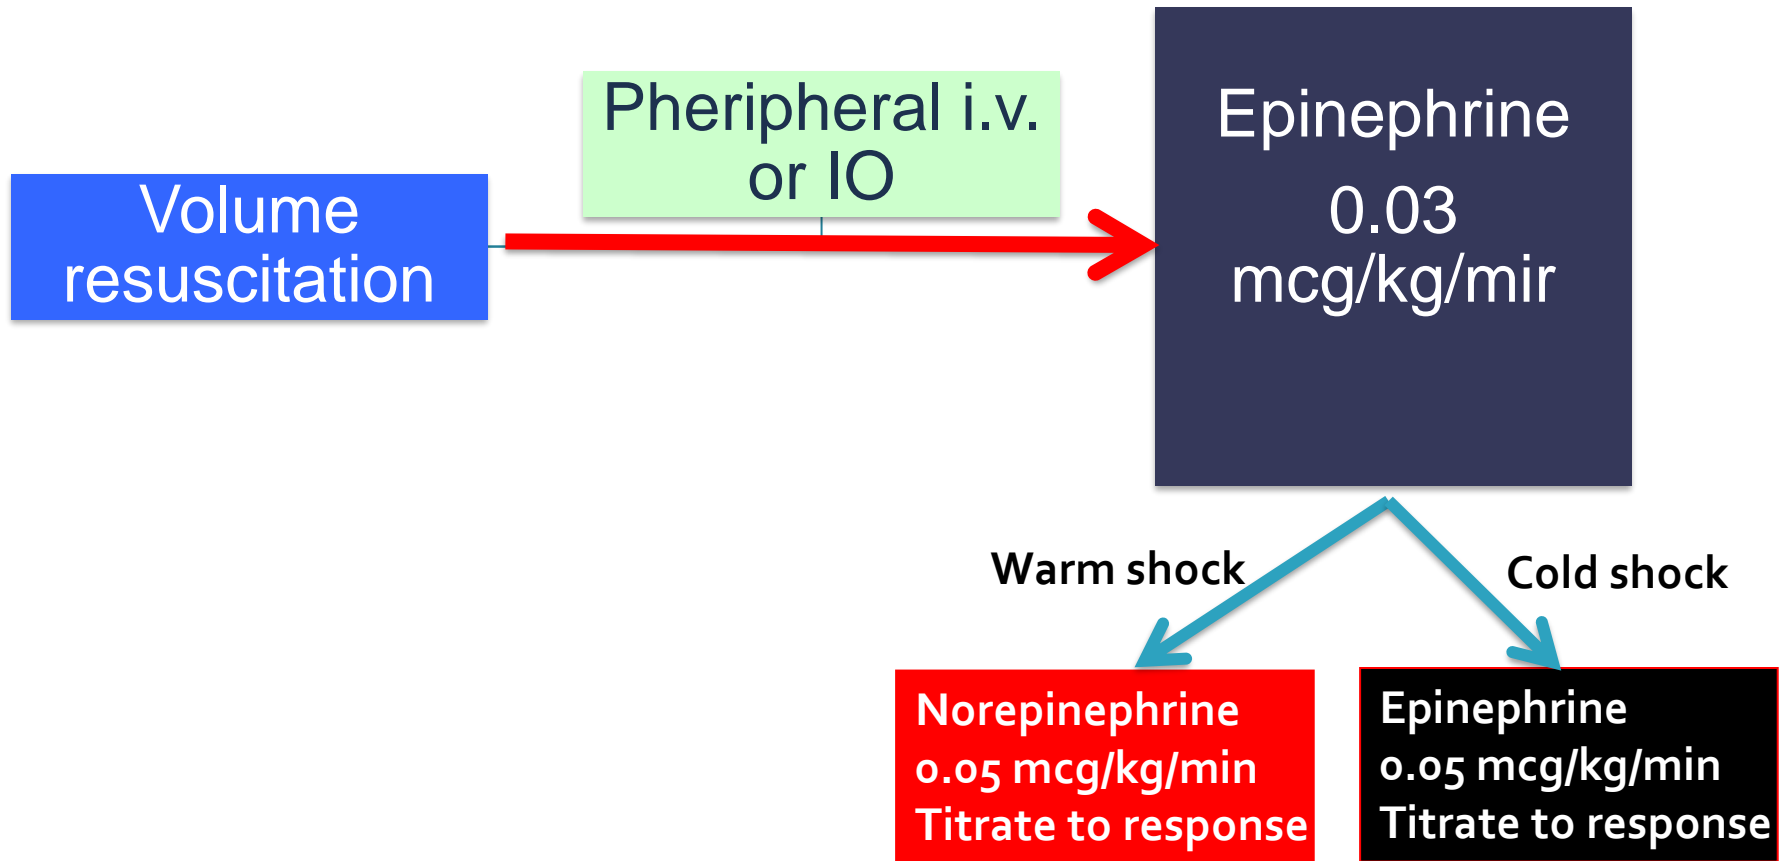 Pheripheral i.v.
or IO
Volume
resuscitation
Epinephrine
0.03
mcg/kg/mir
Warm shock
Cold shock
Norepinephrine
0.05 mcg/kg/min
Titrate to response
Epinephrine
0.05 mcg/kg/min
Titrate to response